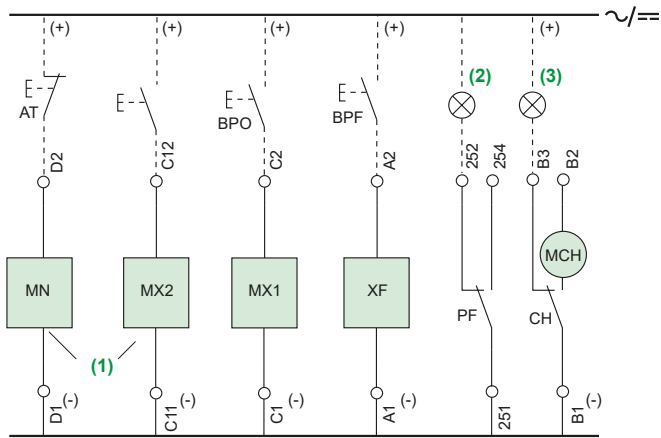 (+) (+) (+) (+) (+) (+)
(2) (3)
AT BPO BPF
D2 C12 C2 A2 252 254 B3 B2
MCH
MN MX2 MX1 XF
PF CH
(1)
D1 (-) C11 (-) C1 (-) A1 (-) 251 B1 (-)